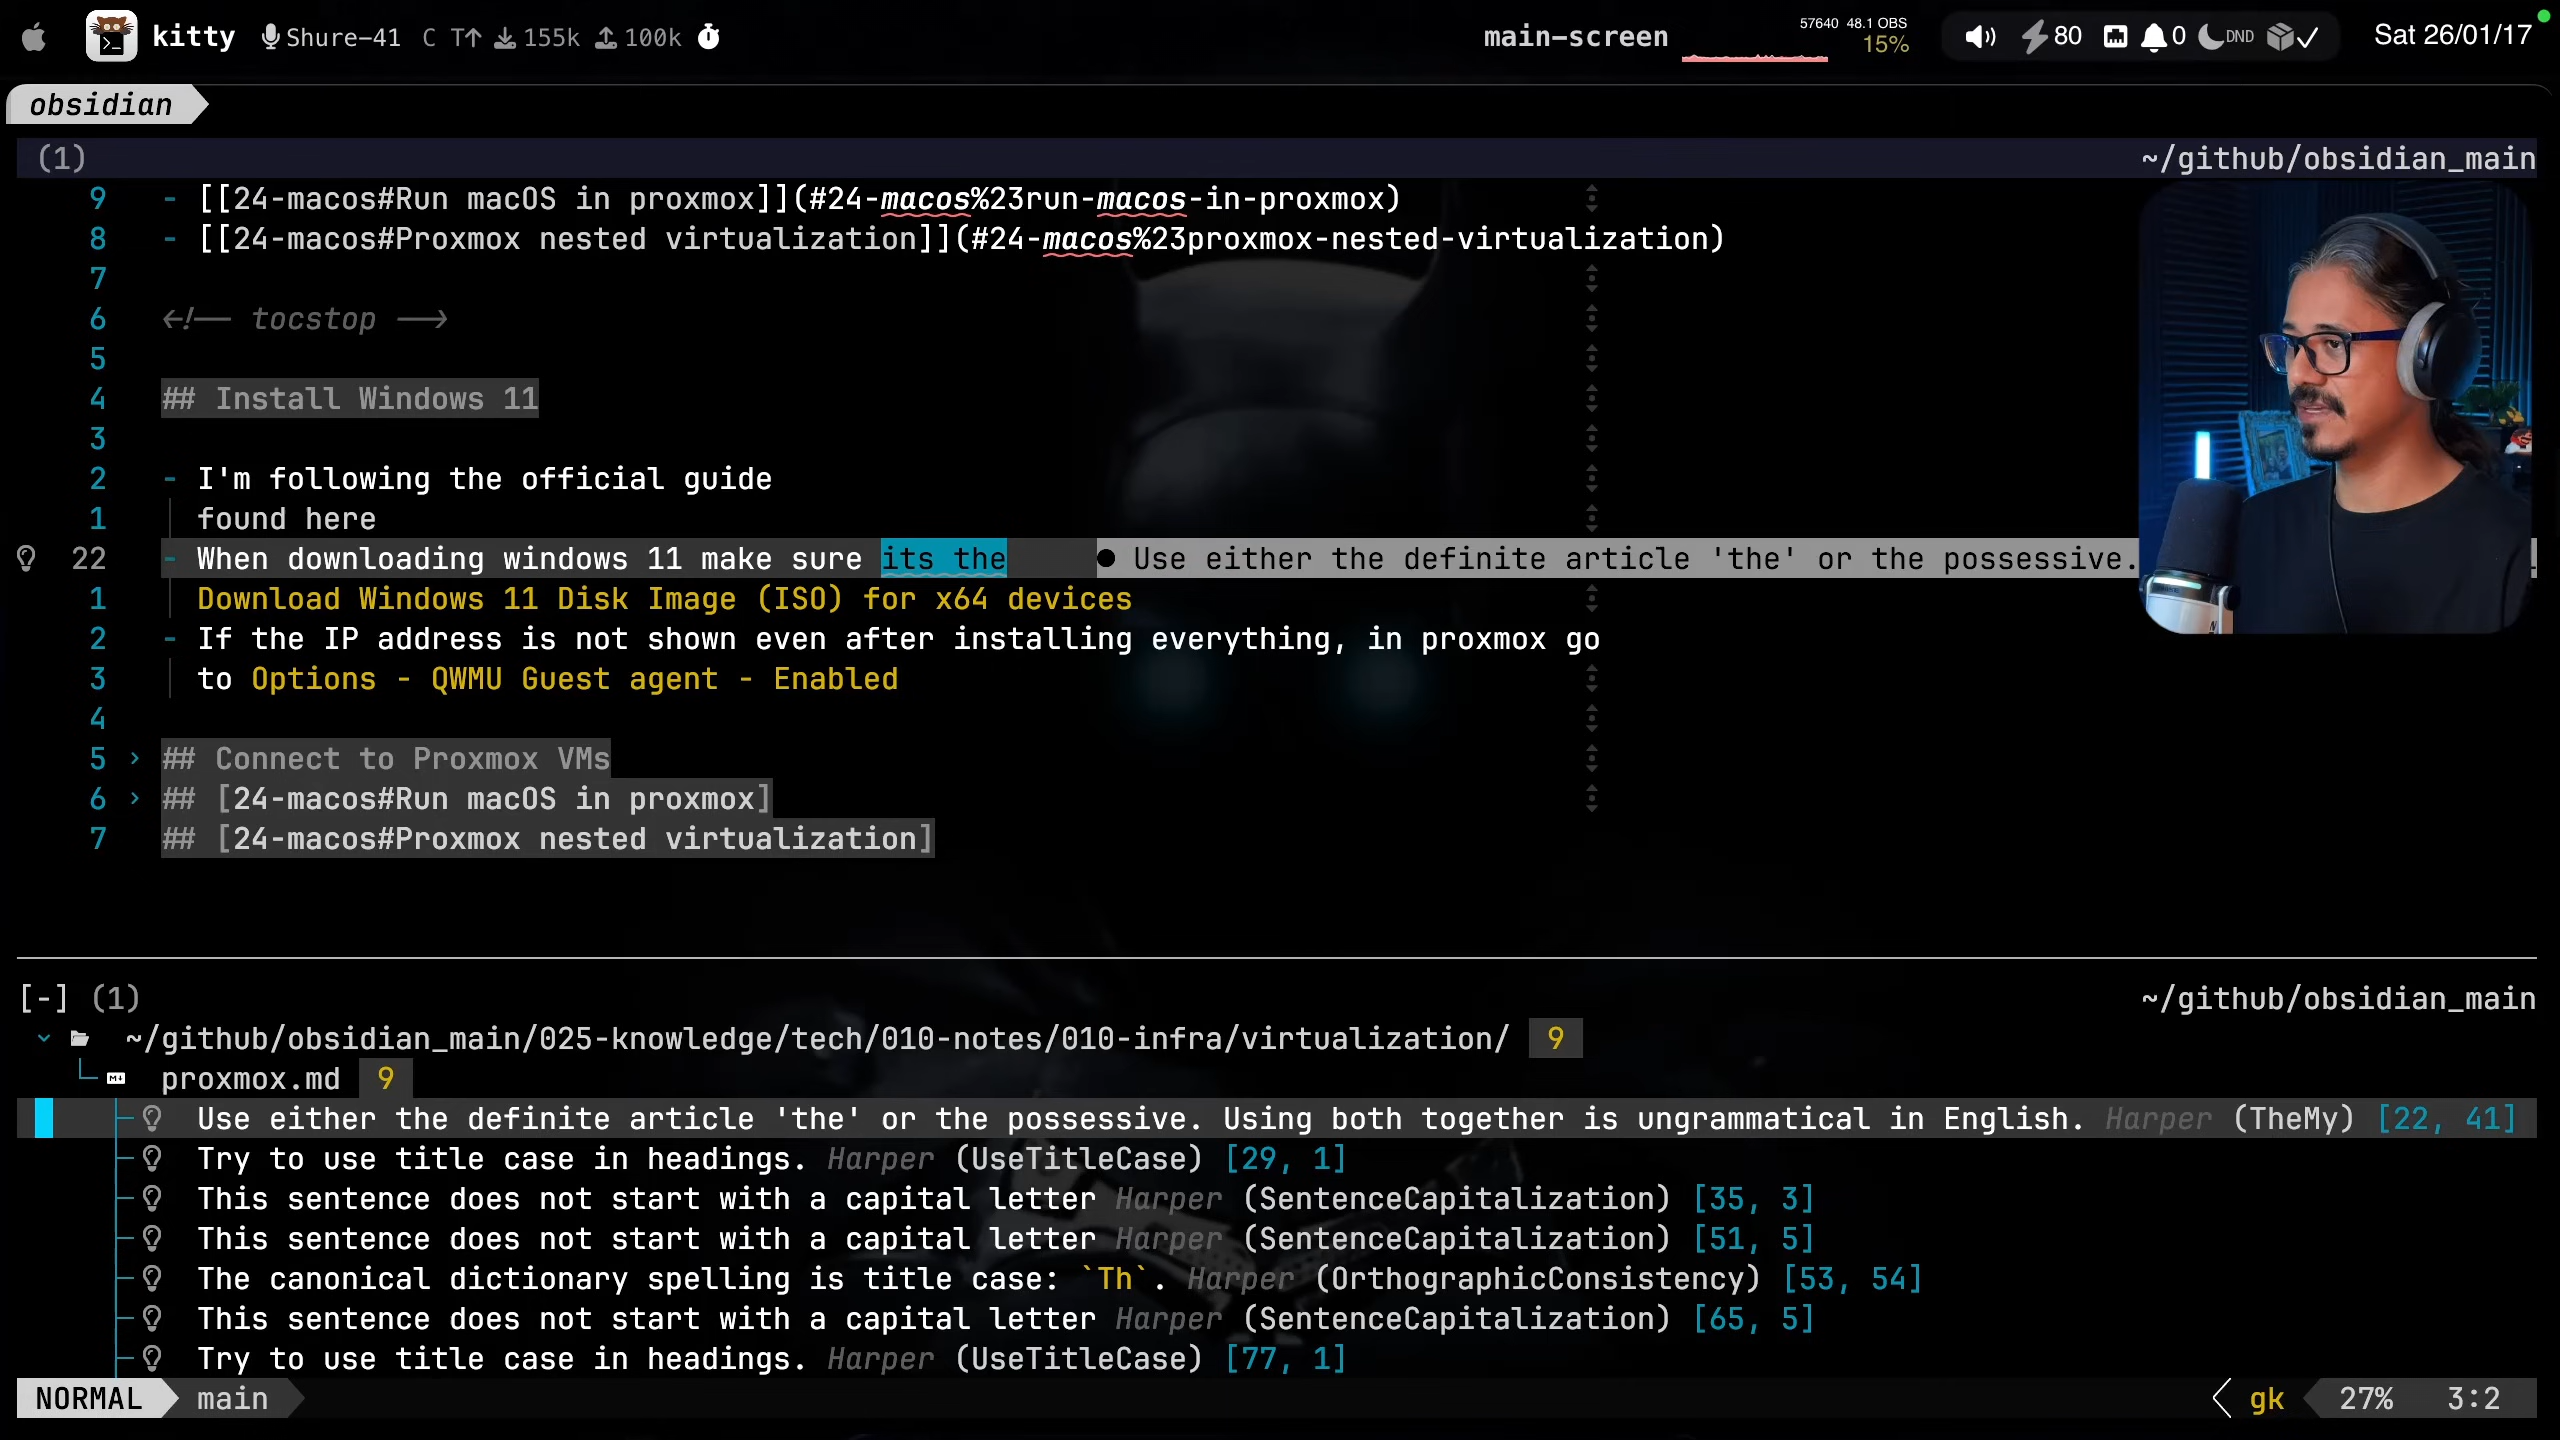 kitty Shure-41 C T↑ 155k 100k main-screen 57640 48.1 OBS 15% 80 0 DND Sat 26/01/17
obsidian
(1) ~/github/obsidian_main
9 - [[24-macos#Run macOS in proxmox]](#24-macos%23run-macos-in-proxmox)
8 - [[24-macos#Proxmox nested virtualization]](#24-macos%23proxmox-nested-virtualization)
7
6 <!-- tocstop -->
5
4 ## Install Windows 11
3
2 - I'm following the official guide
1 found here
22 - When downloading windows 11 make sure its the ● Use either the definite article 'the' or the possessive.
1 Download Windows 11 Disk Image (ISO) for x64 devices
2 - If the IP address is not shown even after installing everything, in proxmox go
3 to Options - QWMU Guest agent - Enabled
4
5 > ## Connect to Proxmox VMs
6 > ## [24-macos#Run macOS in proxmox]
7 ## [24-macos#Proxmox nested virtualization]
[-] (1) ~/github/obsidian_main
~/github/obsidian_main/025-knowledge/tech/010-notes/010-infra/virtualization/ 9
proxmox.md 9
Use either the definite article 'the' or the possessive. Using both together is ungrammatical in English. Harper (TheMy) [22, 41]
Try to use title case in headings. Harper (UseTitleCase) [29, 1]
This sentence does not start with a capital letter Harper (SentenceCapitalization) [35, 3]
This sentence does not start with a capital letter Harper (SentenceCapitalization) [51, 5]
The canonical dictionary spelling is title case: `Th`. Harper (OrthographicConsistency) [53, 54]
This sentence does not start with a capital letter Harper (SentenceCapitalization) [65, 5]
Try to use title case in headings. Harper (UseTitleCase) [77, 1]
NORMAL main gk 27% 3:2